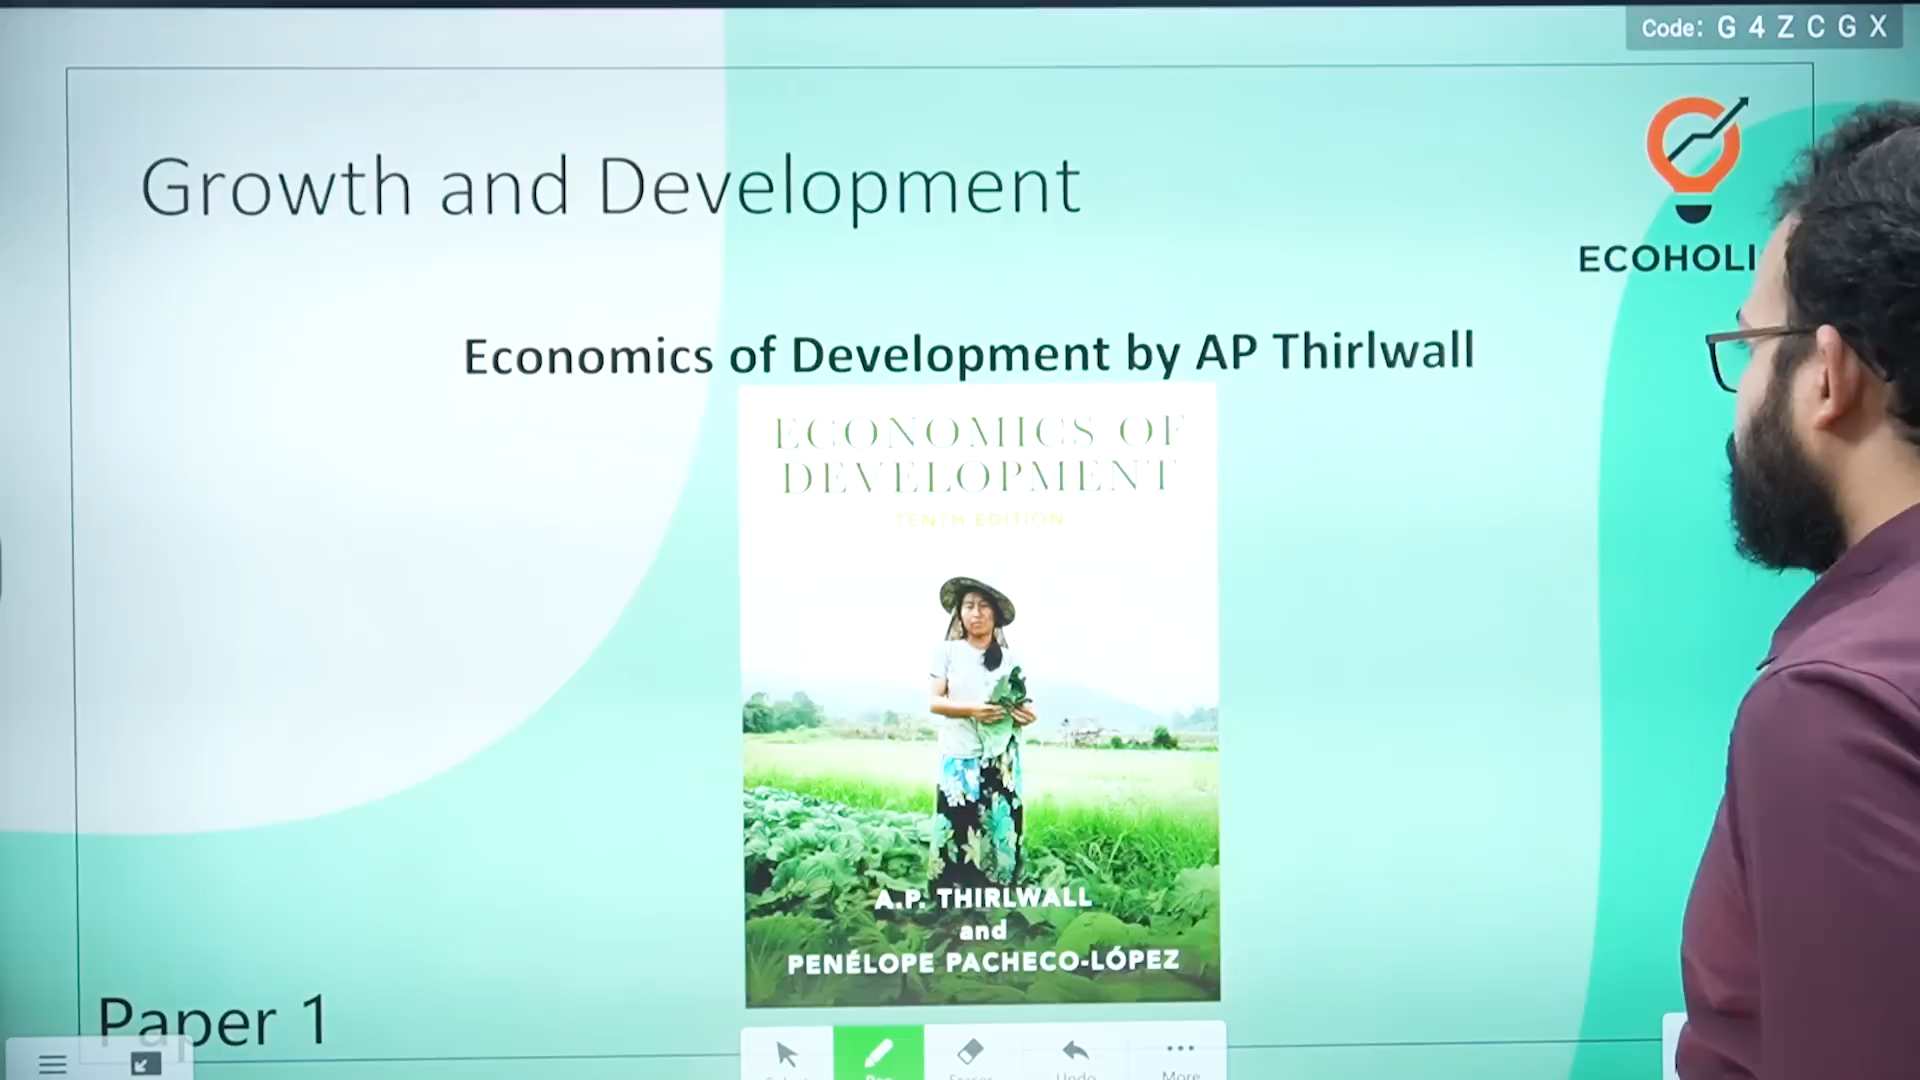 Code: G 4 Z C G X
Growth and Development
ECOHOLI
Economics of Development by AP Thirlwall
ECONOMICS OF
DEVELOPMENT
TENTH EDITION
A.P. THIRLWALL
and
PENÉLOPE PACHECO-LÓPEZ
Paper 1
Undo
More